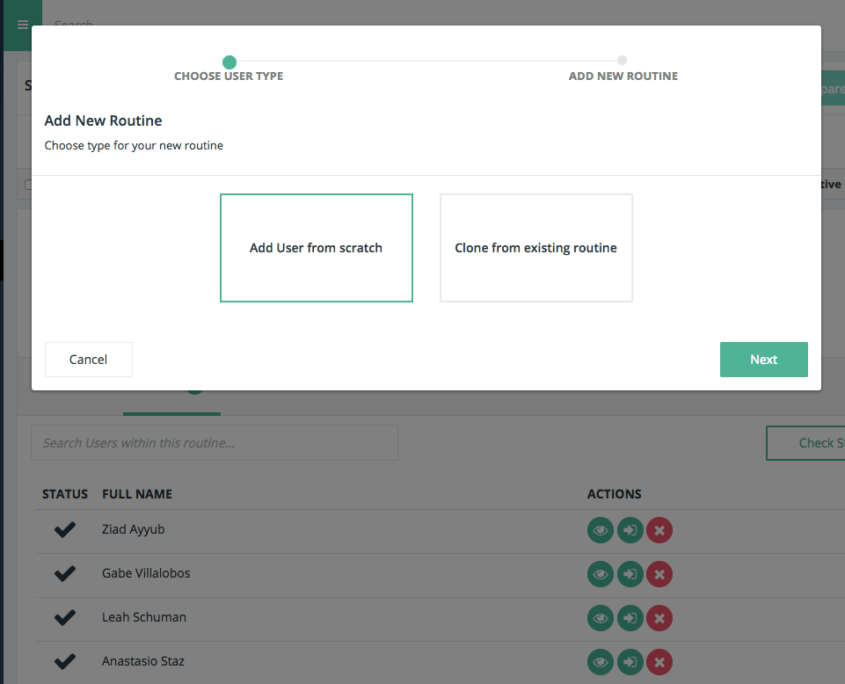 Search
CHOOSE USER TYPE
ADD NEW ROUTINE
S
pare
Add New Routine
Choose type for your new routine
tive
Add User from scratch
Clone from existing routine
Cancel
Next
Search Users within this routine...
Check S
STATUS FULL NAME ACTIONS
Ziad Ayyub
Gabe Villalobos
Leah Schuman
Anastasio Staz